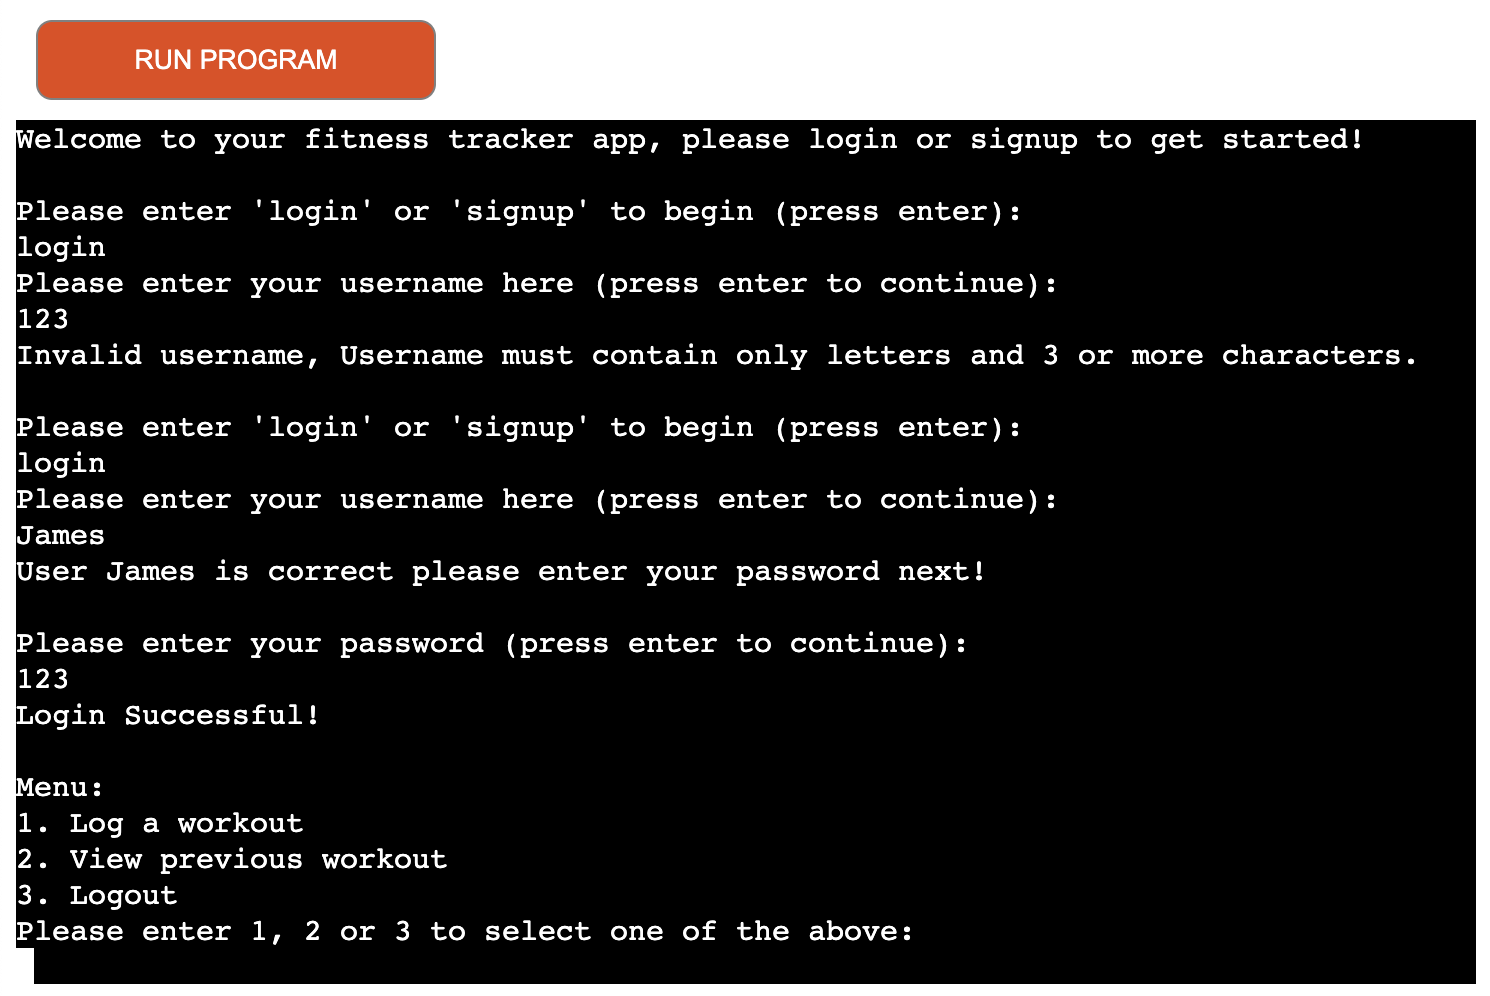 RUN PROGRAM
Welcome to your fitness tracker app, please login or signup to get started!
Please enter 'login' or 'signup' to begin (press enter):
login
Please enter your username here (press enter to continue):
123
Invalid username, Username must contain only letters and 3 or more characters.
Please enter 'login' or 'signup' to begin (press enter):
login
Please enter your username here (press enter to continue):
James
User James is correct please enter your password next!
Please enter your password (press enter to continue):
123
Login Successful!
Menu:
1. Log a workout
2. View previous workout
3. Logout
Please enter 1, 2 or 3 to select one of the above: